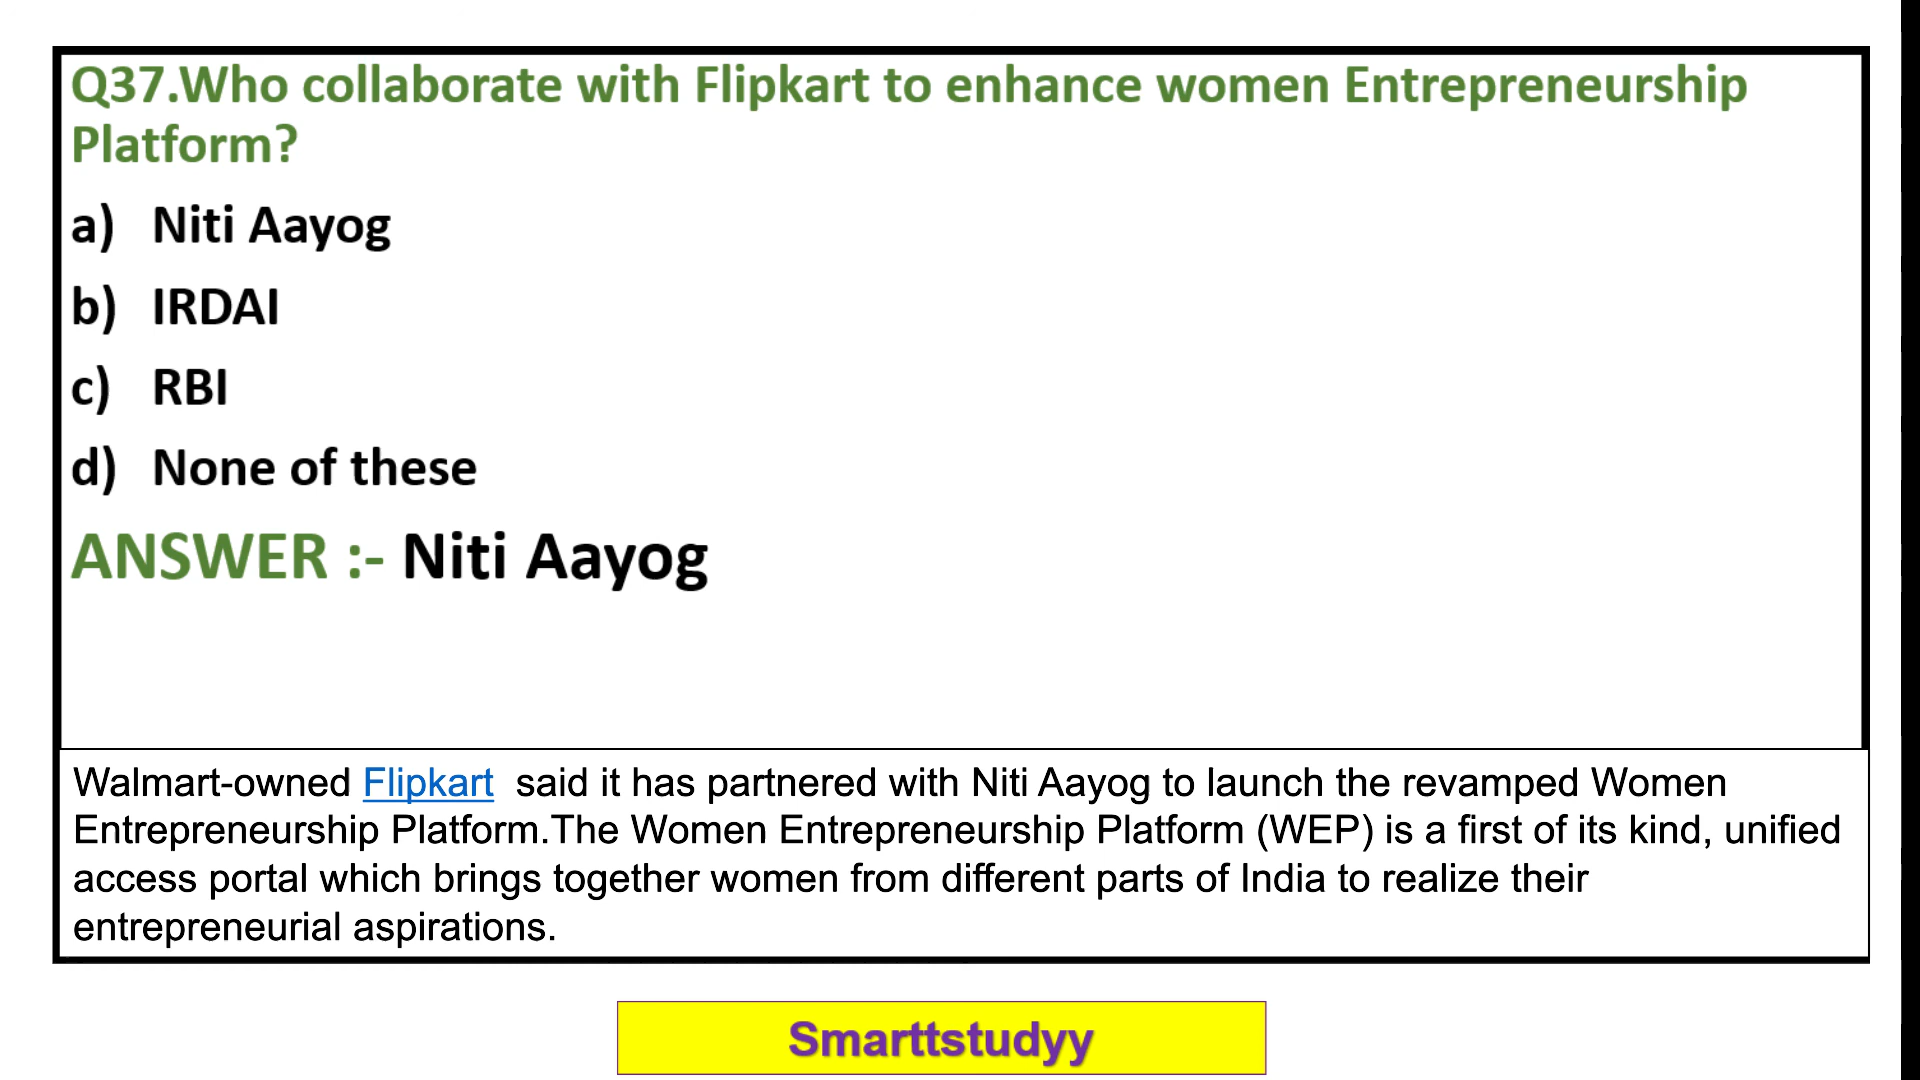 Q37.Who collaborate with Flipkart to enhance women Entrepreneurship
Platform?
a) Niti Aayog
b) IRDAI
c) RBI
d) None of these
ANSWER :- Niti Aayog
Walmart-owned Flipkart said it has partnered with Niti Aayog to launch the revamped Women
Entrepreneurship Platform.The Women Entrepreneurship Platform (WEP) is a first of its kind, unified
access portal which brings together women from different parts of India to realize their
entrepreneurial aspirations.
Smarttstudyy